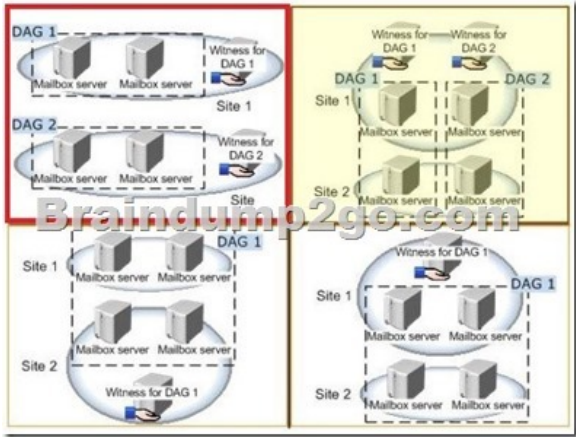 DAG 1
Mailbox server
Mailbox server
Witness for
DAG 1
Site 1
DAG 2
Mailbox server
Mailbox server
Witness for
DAG 2
Site
Witness for
DAG 1
Witness for
DAG 2
DAG 1
DAG 2
Site 1
Mailbox server
Mailbox server
Site 2
Mailbox server
Mailbox server
Braindump2go.com
DAG 1
Site 1
Mailbox server
Mailbox server
Mailbox server
Mailbox server
Site 2
Witness for DAG 1
Witness for DAG 1
Site 1
DAG 1
Mailbox server
Mailbox server
Site 2
Mailbox server
Mailbox server